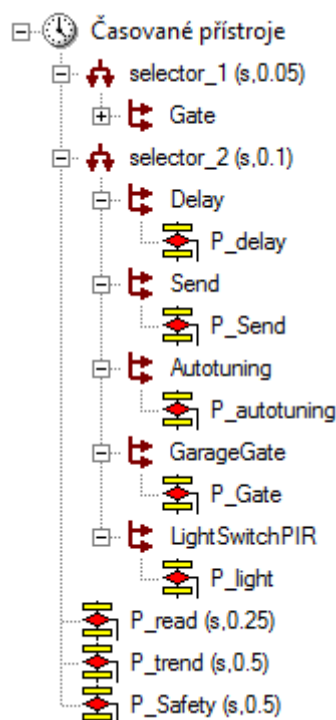 Časované přístroje
selector_1 (s,0.05)
Gate
selector_2 (s,0.1)
Delay
P_delay
Send
P_Send
Autotuning
P_autotuning
GarageGate
P_Gate
LightSwitchPIR
P_light
P_read (s,0.25)
P_trend (s,0.5)
P_Safety (s,0.5)